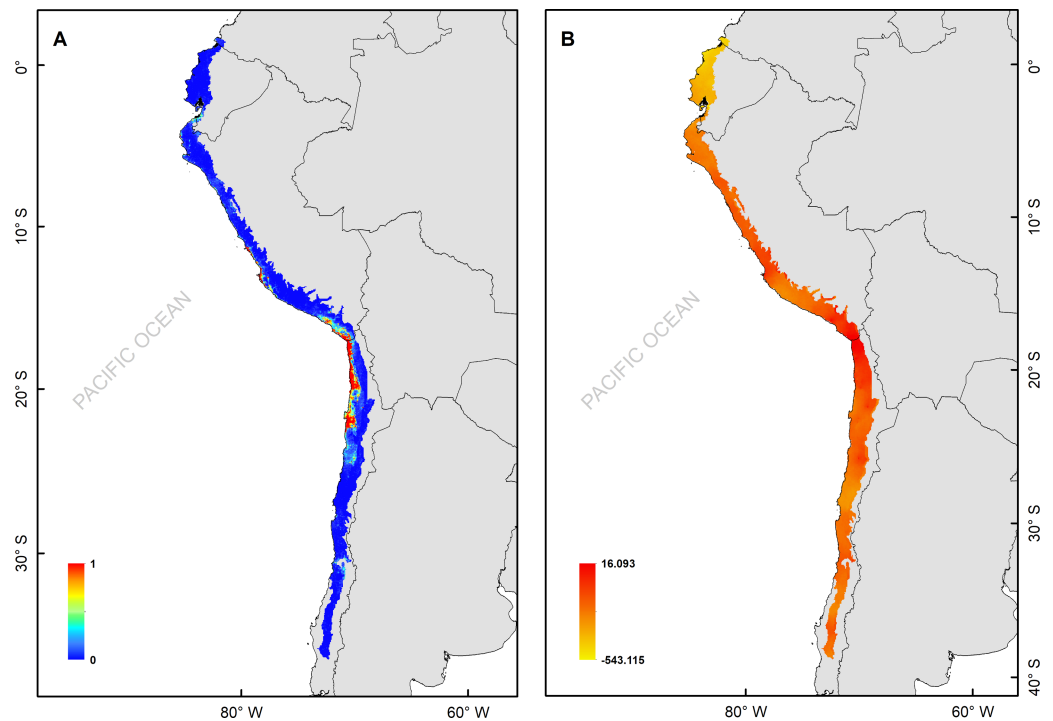 A
B
0°
10° S
20° S
30° S
PACIFIC OCEAN
1
0
80° W
60° W
0°
10° S
20° S
30° S
40° S
PACIFIC OCEAN
16.093
-543.115
80° W
60° W